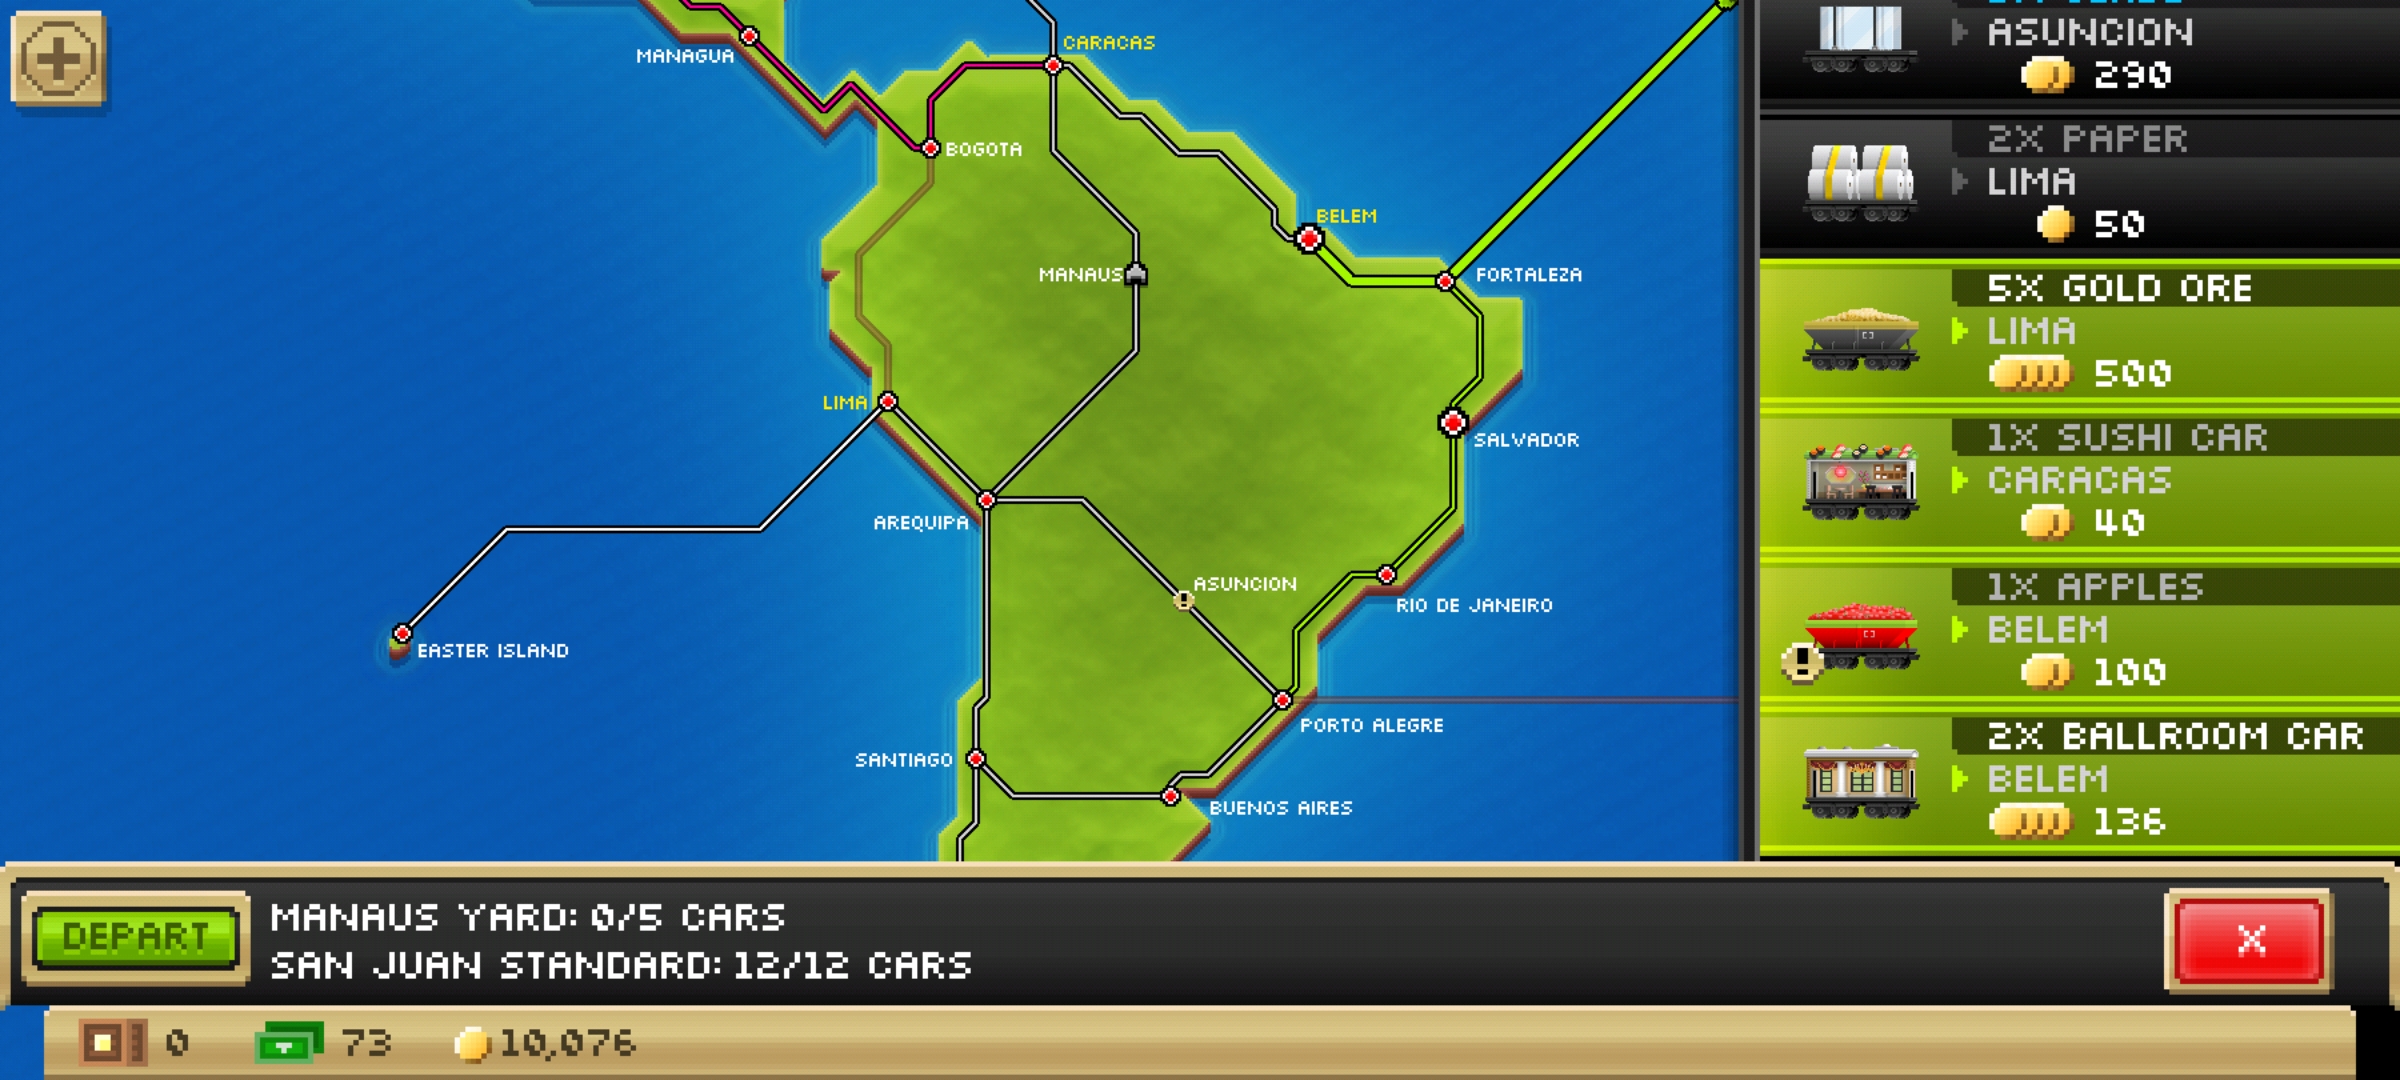 MANAGUA
CARACAS
BOGOTA
BELEM
MANAUS
FORTALEZA
LIMA
SALVADOR
AREQUIPA
ASUNCION
RIO DE JANEIRO
EASTER ISLAND
PORTO ALEGRE
SANTIAGO
BUENOS AIRES
ASUNCION
290
2X PAPER
LIMA
50
5X GOLD ORE
LIMA
500
1X SUSHI CAR
CARACAS
40
1X APPLES
BELEM
100
2X BALLROOM CAR
BELEM
136
DEPART
MANAUS YARD: 0/5 CARS
SAN JUAN STANDARD: 12/12 CARS
X
0
73
10,076